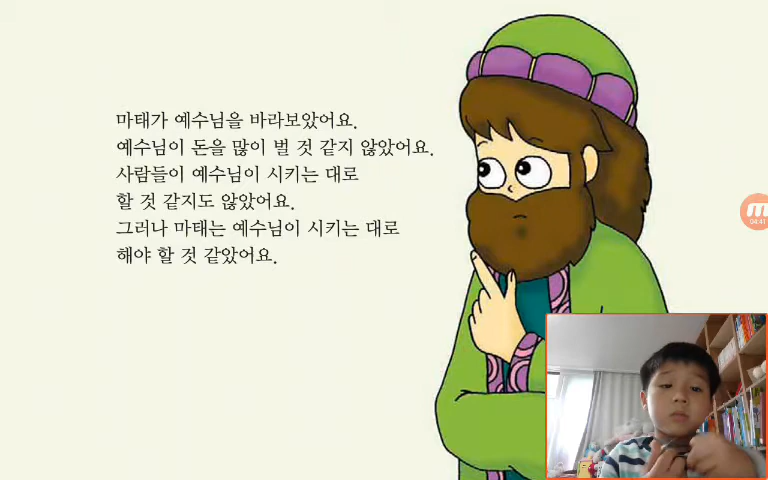 마태가 예수님을 바라보았어요.
예수님이 돈을 많이 벌 것 같지 않았어요.
사람들이 예수님이 시키는 대로
할 것 같지도 않았어요.
그러나 마태는 예수님이 시키는 대로
해야 할 것 같았어요.
04:41